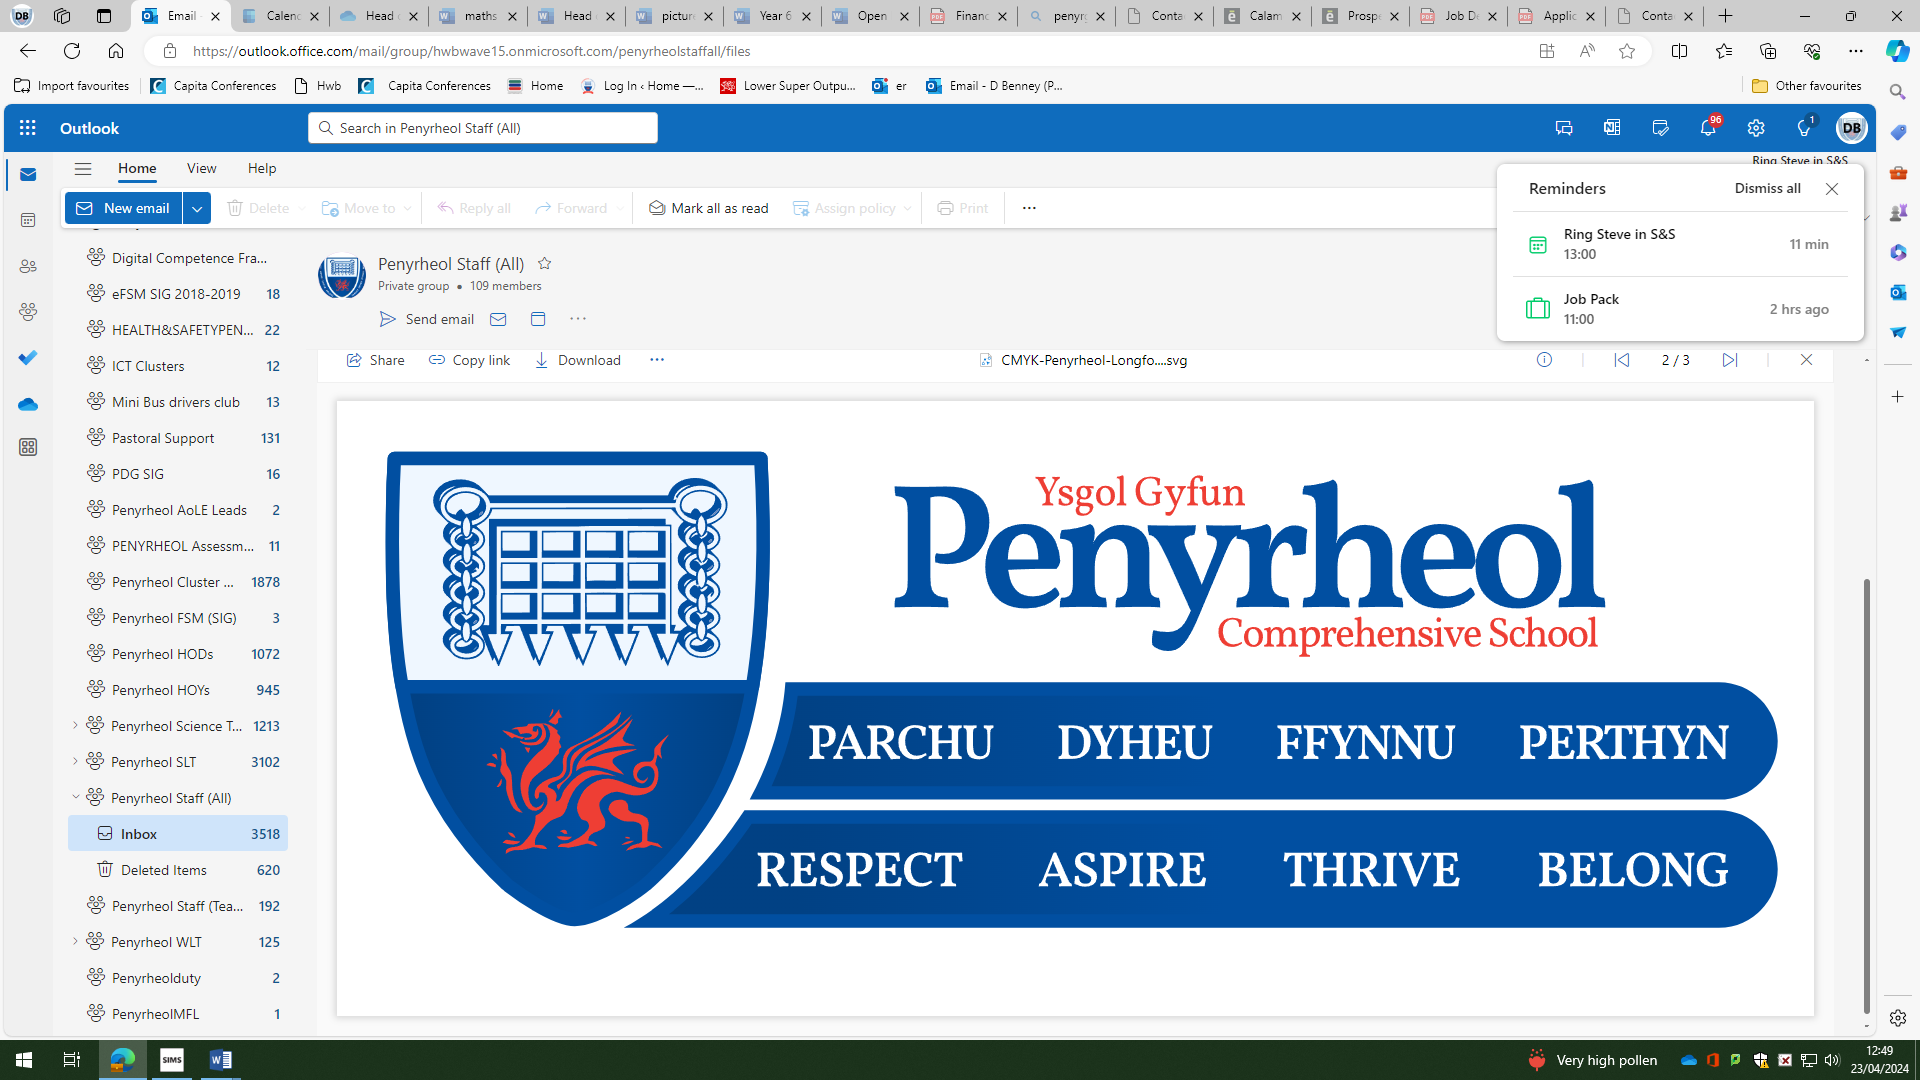 DB
Email -
Calenc
Head c
maths
Head c
picture
Year 6
Open
Financ
penyrg
Contac
Calam
Prospe
Job De
Applic
Contac
https://outlook.office.com/mail/group/hwbwave15.onmicrosoft.com/penyrheolstaffall/files
Import favourites
Capita Conferences
Hwb
Capita Conferences
Home
Log In ‹ Home —...
Lower Super Outpu...
er
Email - D Benney (P...
Other favourites
Outlook
Search in Penyrheol Staff (All)
96
1
DB
Home View Help
Ring Steve in S&S
New email
Delete
Move to
Reply all
Forward
Mark all as read
Assign policy
Print
Reminders Dismiss all
Ring Steve in S&S
13:00
11 min
Job Pack
11:00
2 hrs ago
Digital Competence Fra...
eFSM SIG 2018-2019 18
HEALTH&SAFETYPEN... 22
ICT Clusters 12
Mini Bus drivers club 13
Pastoral Support 131
PDG SIG 16
Penyrheol AoLE Leads 2
PENYRHEOL Assessm... 11
Penyrheol Cluster ... 1878
Penyrheol FSM (SIG) 3
Penyrheol HODs 1072
Penyrheol HOYs 945
Penyrheol Science T... 1213
Penyrheol SLT 3102
Penyrheol Staff (All)
Inbox 3518
Deleted Items 620
Penyrheol Staff (Tea... 192
Penyrheol WLT 125
Penyrheolduty 2
PenyrheolMFL 1
Penyrheol Staff (All)
Private group • 109 members
Send email
Share
Copy link
Download
CMYK-Penyrheol-Longfo....svg
2 / 3
Ysgol Gyfun
Penyrheol
Comprehensive School
PARCHU DYHEU FFYNNU PERTHYN
RESPECT ASPIRE THRIVE BELONG
SIMS
Very high pollen
12:49
23/04/2024